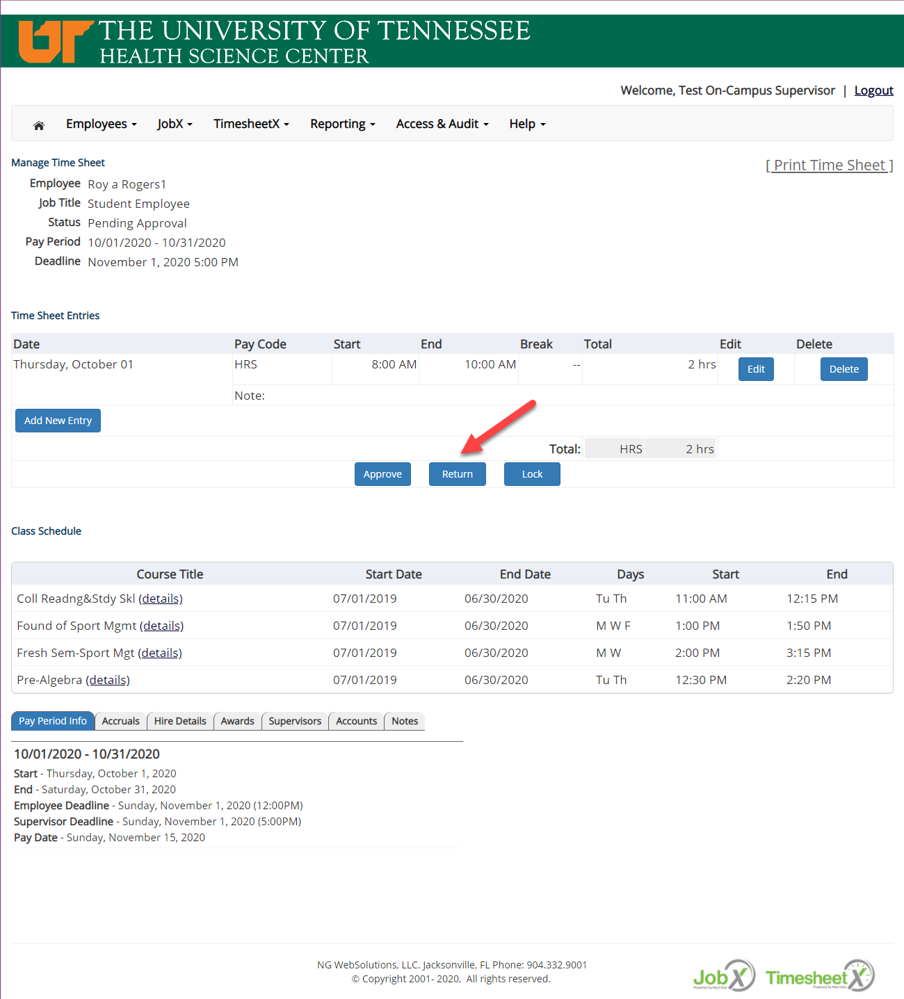 UT THE UNIVERSITY OF TENNESSEE
HEALTH SCIENCE CENTER
Welcome, Test On-Campus Supervisor | Logout
Employees JobX TimesheetX Reporting Access & Audit Help
Manage Time Sheet [ Print Time Sheet ]
Employee Roy a Rogers1
Job Title Student Employee
Status Pending Approval
Pay Period 10/01/2020 - 10/31/2020
Deadline November 1, 2020 5:00 PM
Time Sheet Entries
Date Pay Code Start End Break Total Edit Delete
Thursday, October 01 HRS 8:00 AM 10:00 AM -- 2 hrs Edit Delete
Note:
Add New Entry
Total: HRS 2 hrs
Approve Return Lock
Class Schedule
Course Title Start Date End Date Days Start End
Coll Readng&Stdy Skl (details) 07/01/2019 06/30/2020 Tu Th 11:00 AM 12:15 PM
Found of Sport Mgmt (details) 07/01/2019 06/30/2020 M W F 1:00 PM 1:50 PM
Fresh Sem-Sport Mgt (details) 07/01/2019 06/30/2020 M W 2:00 PM 3:15 PM
Pre-Algebra (details) 07/01/2019 06/30/2020 Tu Th 12:30 PM 2:20 PM
Pay Period Info Accruals Hire Details Awards Supervisors Accounts Notes
10/01/2020 - 10/31/2020
Start - Thursday, October 1, 2020
End - Saturday, October 31, 2020
Employee Deadline - Sunday, November 1, 2020 (12:00PM)
Supervisor Deadline - Sunday, November 1, 2020 (5:00PM)
Pay Date - Sunday, November 15, 2020
NG WebSolutions, LLC. Jacksonville, FL Phone: 904.332.9001
© Copyright 2001- 2020, All rights reserved.
JobX TimesheetX
Powered by Next Gen Powered by Next Gen